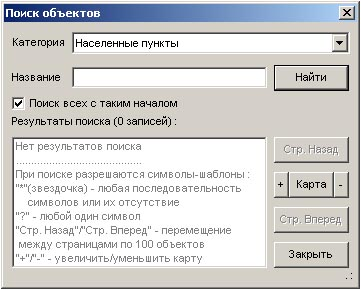 Поиск объектов
Категория Населенные пункты
Название Найти
Поиск всех с таким началом
Результаты поиска (0 записей) :
Нет результатов поиска
..........................................
При поиске разрешаются символы-шаблоны :
"*"(звездочка) - любая последовательность
символов или их отсутствие
"?" - любой один символ
"Стр. Назад"/"Стр. Вперед" - перемещение
между страницами по 100 объектов
"+"/"-" - увеличить/уменьшить карту
Стр. Назад
+ Карта -
Стр. Вперед
Закрыть